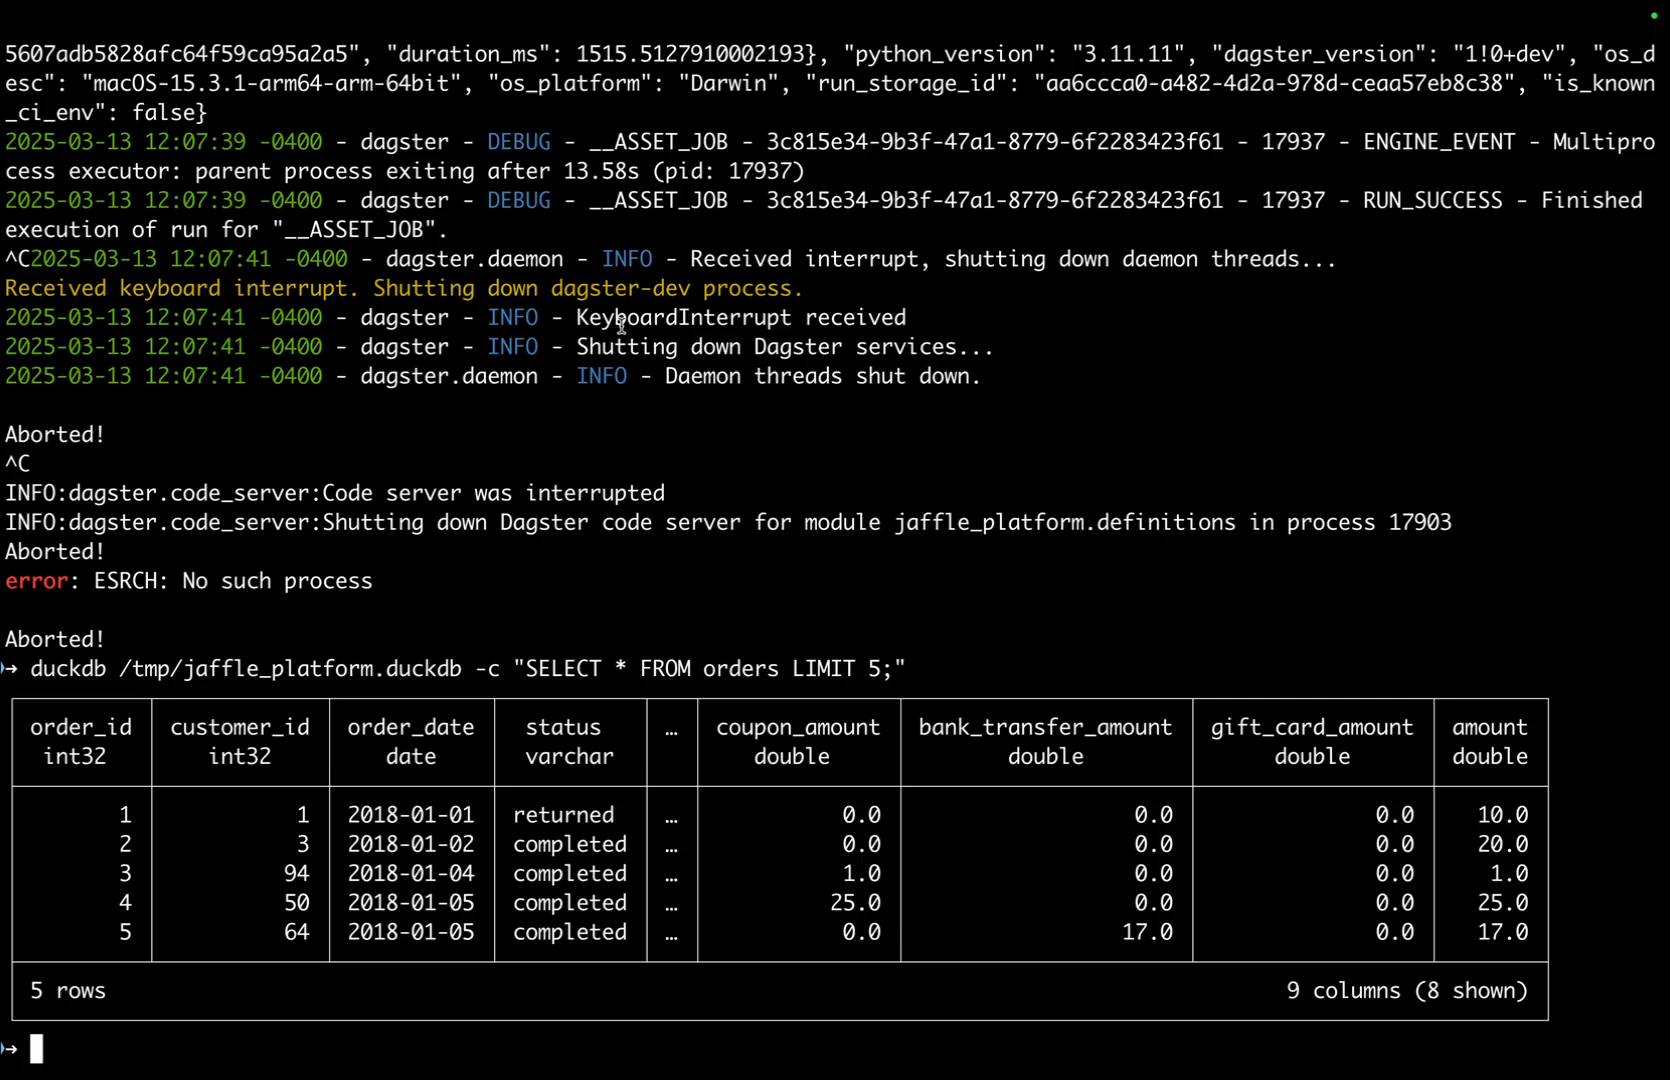 5607adb5828afc64f59ca95a2a5", "duration_ms": 1515.5127910002193}, "python_version": "3.11.11", "dagster_version": "1!0+dev", "os_d
esc": "macOS-15.3.1-arm64-arm-64bit", "os_platform": "Darwin", "run_storage_id": "aa6ccca0-a482-4d2a-978d-ceaa57eb8c38", "is_known
_ci_env": false}
2025-03-13 12:07:39 -0400 - dagster - DEBUG - __ASSET_JOB - 3c815e34-9b3f-47a1-8779-6f2283423f61 - 17937 - ENGINE_EVENT - Multipro
cess executor: parent process exiting after 13.58s (pid: 17937)
2025-03-13 12:07:39 -0400 - dagster - DEBUG - __ASSET_JOB - 3c815e34-9b3f-47a1-8779-6f2283423f61 - 17937 - RUN_SUCCESS - Finished
execution of run for "__ASSET_JOB".
^C2025-03-13 12:07:41 -0400 - dagster.daemon - INFO - Received interrupt, shutting down daemon threads...
Received keyboard interrupt. Shutting down dagster-dev process.
2025-03-13 12:07:41 -0400 - dagster - INFO - KeyboardInterrupt received
2025-03-13 12:07:41 -0400 - dagster - INFO - Shutting down Dagster services...
2025-03-13 12:07:41 -0400 - dagster.daemon - INFO - Daemon threads shut down.
Aborted!
^C
INFO:dagster.code_server:Code server was interrupted
INFO:dagster.code_server:Shutting down Dagster code server for module jaffle_platform.definitions in process 17903
Aborted!
error: ESRCH: No such process
Aborted!
→ duckdb /tmp/jaffle_platform.duckdb -c "SELECT * FROM orders LIMIT 5;"
order_id customer_id order_date status … coupon_amount bank_transfer_amount gift_card_amount amount
int32 int32 date varchar double double double double
1 1 2018-01-01 returned … 0.0 0.0 0.0 10.0
2 3 2018-01-02 completed … 0.0 0.0 0.0 20.0
3 94 2018-01-04 completed … 1.0 0.0 0.0 1.0
4 50 2018-01-05 completed … 25.0 0.0 0.0 25.0
5 64 2018-01-05 completed … 0.0 17.0 0.0 17.0
5 rows 9 columns (8 shown)
→